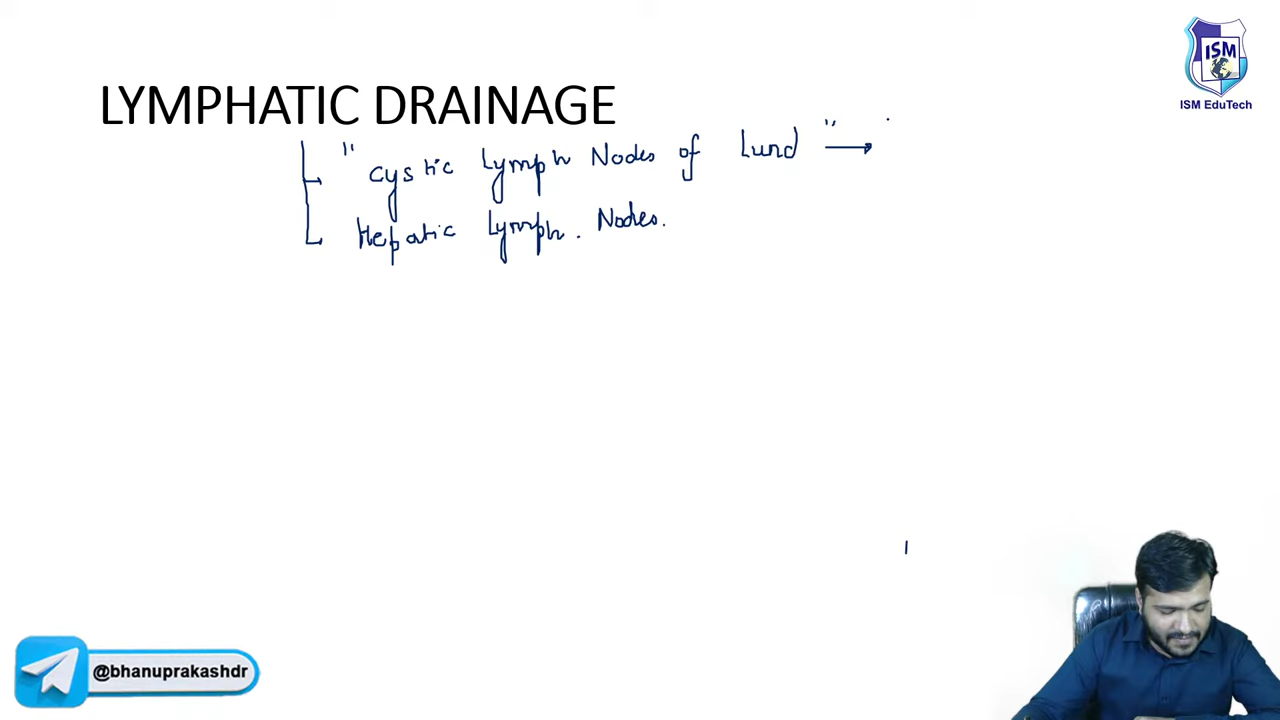 ISM
ISM EduTech
LYMPHATIC DRAINAGE
"Cystic Lymph Nodes of Lund" →
Hepatic Lymph. Nodes.
@bhanuprakashdr